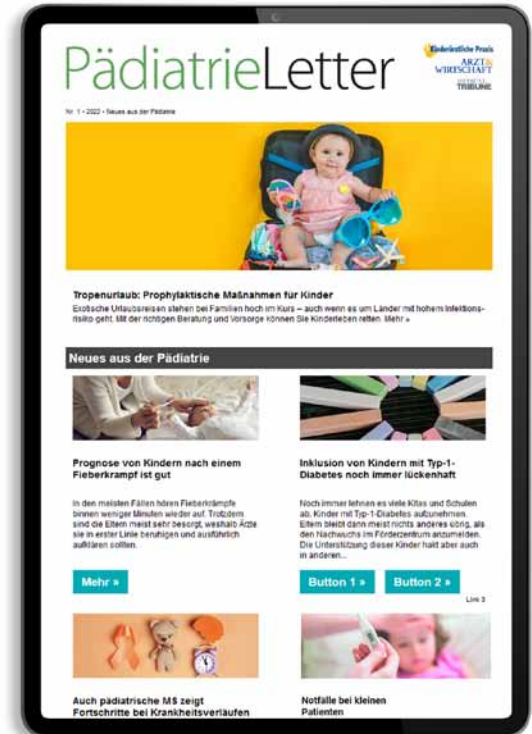 PädiatrieLetter
Kinderärztliche Praxis
ARZT&
WIRTSCHAFT
MEDICAL
TRIBUNE
Nr. 1 • 2022 • Neues aus der Pädiatrie
Tropenurlaub: Prophylaktische Maßnahmen für Kinder
Exotische Urlaubsreisen stehen bei Familien hoch im Kurs – auch wenn es um Länder mit hohem Infektions-
risiko geht. Mit der richtigen Beratung und Vorsorge können Sie Kinderleben retten. Mehr »
Neues aus der Pädiatrie
Prognose von Kindern nach einem
Fieberkrampf ist gut
In den meisten Fällen hören Fieberkrämpfe
binnen weniger Minuten wieder auf. Trotzdem
sind die Eltern meist sehr besorgt, weshalb Ärzte
sie in erster Linie beruhigen und ausführlich
aufklären sollten.
Mehr »
Inklusion von Kindern mit Typ-1-
Diabetes noch immer lückenhaft
Noch immer lehnen es viele Kitas und Schulen
ab, Kinder mit Typ-1-Diabetes aufzunehmen.
Eltern bleibt dann meist nichts anderes übrig, als
den Nachwuchs im Förderzentrum anzumelden.
Die Unterstützung dieser Kinder hakt aber auch
in anderen...
Button 1 » Button 2 »
Link 3
Auch pädiatrische MS zeigt
Fortschritte bei Krankheitsverläufen
Notfälle bei kleinen
Patienten